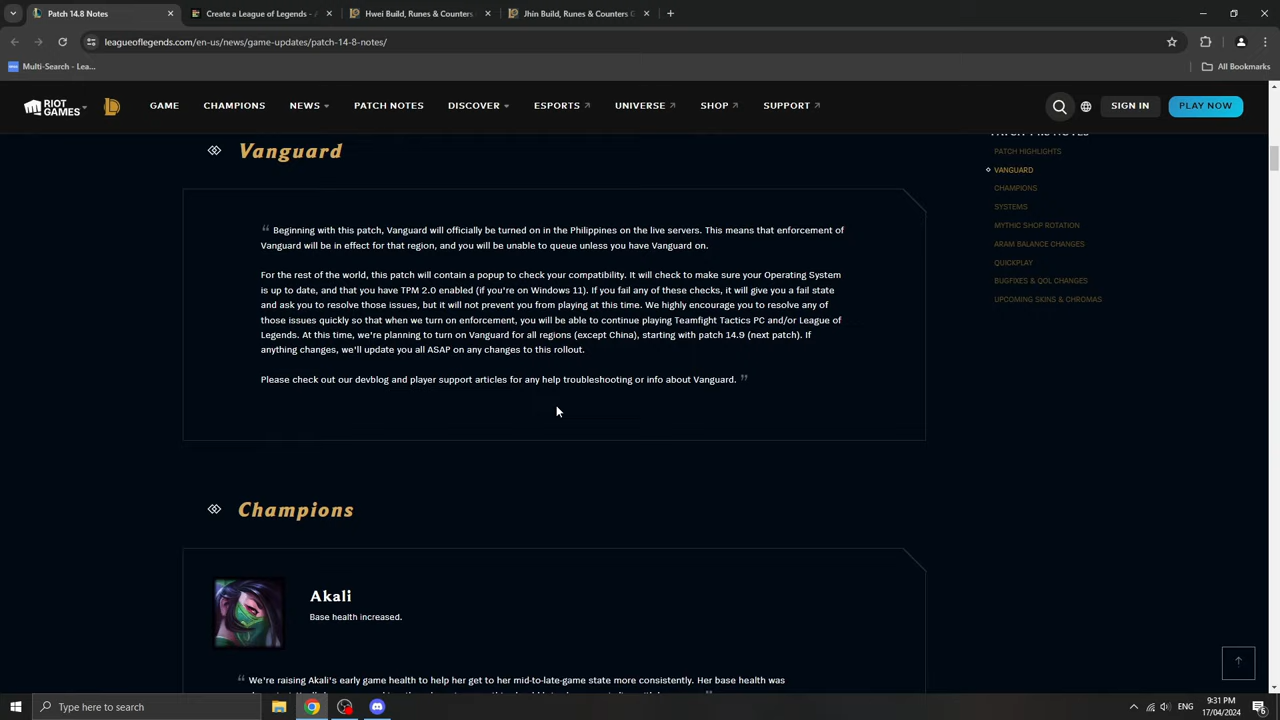 Patch 14.8 Notes
Create a League of Legends - A
Hwei Build, Runes & Counters
Jhin Build, Runes & Counters
leagueoflegends.com/en-us/news/game-updates/patch-14-8-notes/
Multi-Search - Lea...
All Bookmarks
RIOT GAMES
GAME
CHAMPIONS
NEWS
PATCH NOTES
DISCOVER
ESPORTS
UNIVERSE
SHOP
SUPPORT
SIGN IN
PLAY NOW
Vanguard
PATCH HIGHLIGHTS
VANGUARD
CHAMPIONS
SYSTEMS
MYTHIC SHOP ROTATION
ARAM BALANCE CHANGES
QUICKPLAY
BUGFIXES & QOL CHANGES
UPCOMING SKINS & CHROMAS
“ Beginning with this patch, Vanguard will officially be turned on in the Philippines on the live servers. This means that enforcement of
Vanguard will be in effect for that region, and you will be unable to queue unless you have Vanguard on.
For the rest of the world, this patch will contain a popup to check your compatibility. It will check to make sure your Operating System
is up to date, and that you have TPM 2.0 enabled (if you're on Windows 11). If you fail any of these checks, it will give you a fail state
and ask you to resolve those issues, but it will not prevent you from playing at this time. We highly encourage you to resolve any of
those issues quickly so that when we turn on enforcement, you will be able to continue playing Teamfight Tactics PC and/or League of
Legends. At this time, we're planning to turn on Vanguard for all regions (except China), starting with patch 14.9 (next patch). If
anything changes, we'll update you all ASAP on any changes to this rollout.
Please check out our devblog and player support articles for any help troubleshooting or info about Vanguard. ”
Champions
Akali
Base health increased.
“ We're raising Akali's early game health to help her get to her mid-to-late-game state more consistently. Her base health was
Type here to search
ENG
9:31 PM
17/04/2024